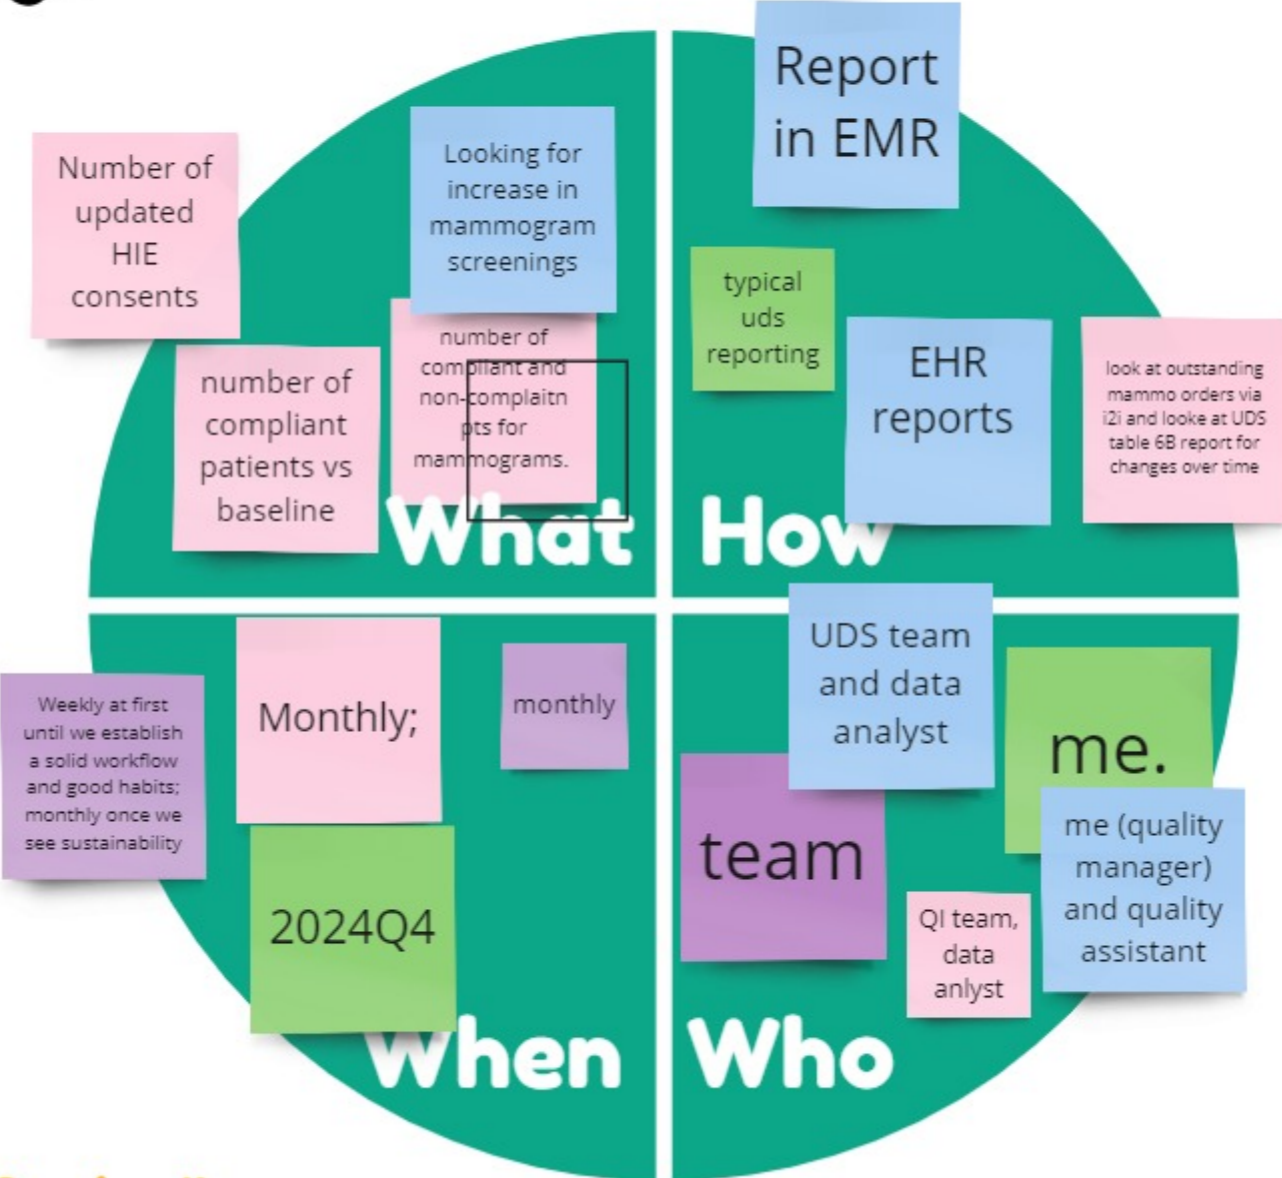 Number of
updated
HIE
consents
Looking for
increase in
mammogram
screenings
number of
compliant
patients vs
baseline
number of
compliant and
non-complaitn
pts for
mammograms.
What
Report
in EMR
typical
uds
reporting
EHR
reports
look at outstanding
mammo orders via
i2i and looke at UDS
table 6B report for
changes over time
How
Weekly at first
until we establish
a solid workflow
and good habits;
monthly once we
see sustainability
Monthly;
monthly
2024Q4
When
UDS team
and data
analyst
me.
team
me (quality
manager)
and quality
assistant
QI team,
data
anlyst
Who